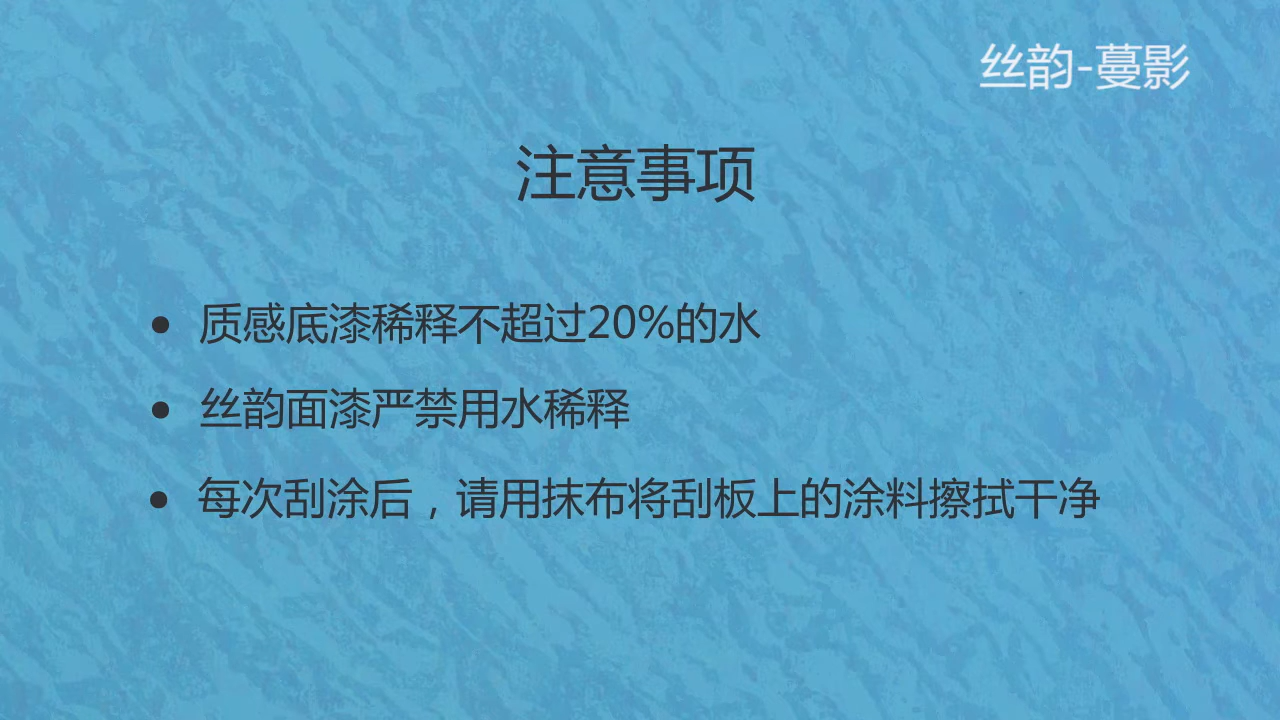 丝韵-蔓影
注意事项
● 质感底漆稀释不超过20%的水
● 丝韵面漆严禁用水稀释
● 每次刮涂后，请用抹布将刮板上的涂料擦拭干净